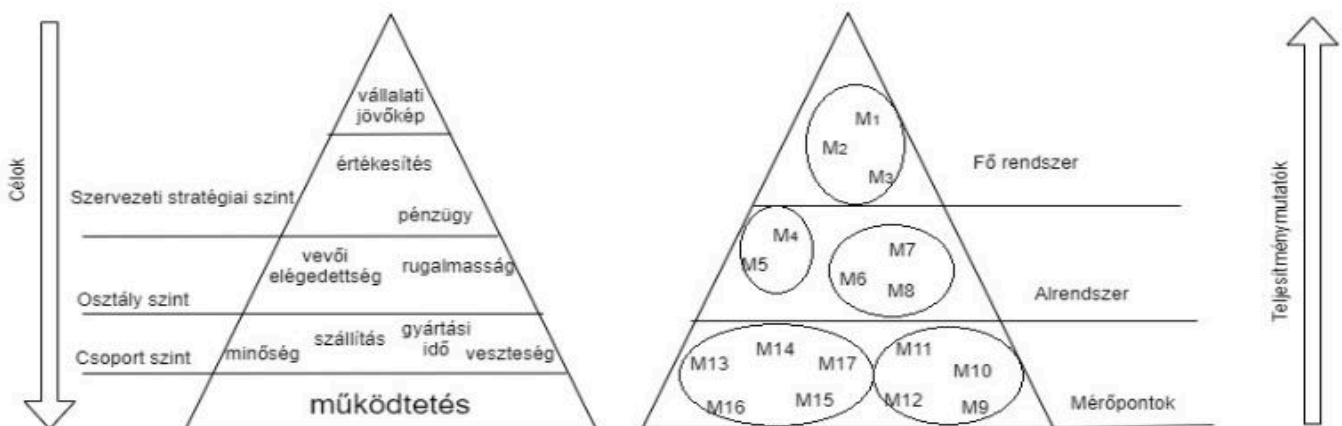 Célok
vállalati
jövőkép
értékesítés
Szervezeti stratégiai szint
pénzügy
vevői
elégedettség
rugalmasság
Osztály szint
szállítás
gyártási
idő
Csoport szint
minőség
veszteség
működtetés
M1
M2
M3
Fő rendszer
M4
M5
M7
M6
M8
Alrendszer
M13
M14
M17
M16
M15
M11
M10
M12
M9
Mérőpontok
Teljesítménymutatók